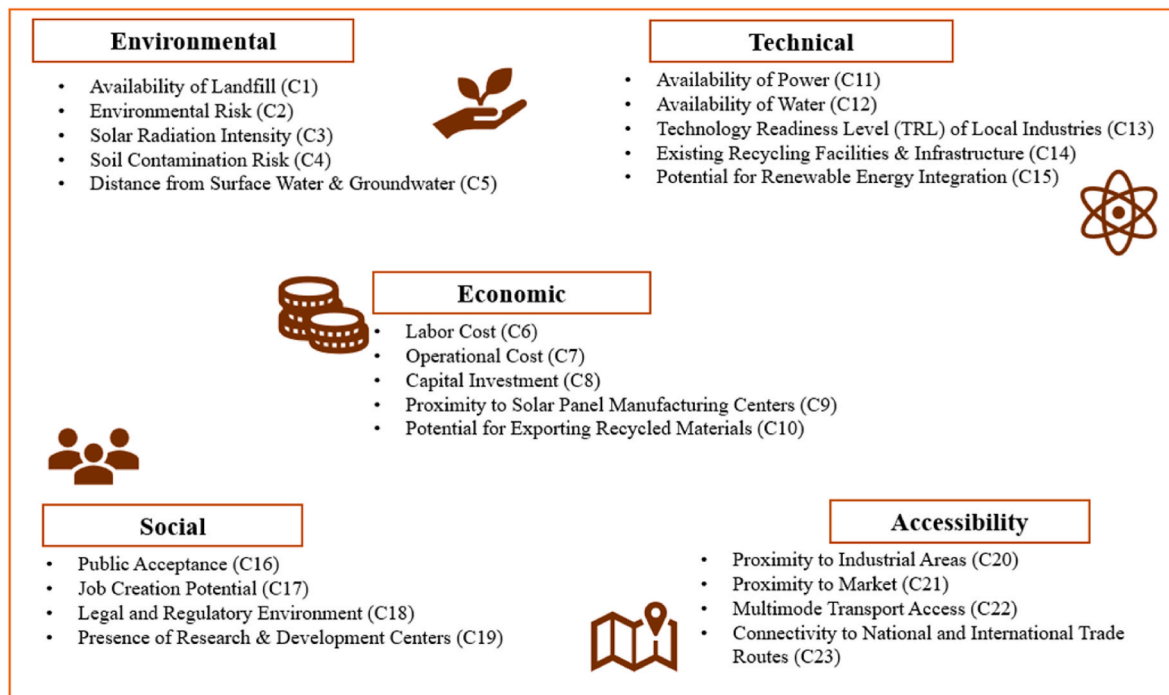 Environmental
• Availability of Landfill (C1)
• Environmental Risk (C2)
• Solar Radiation Intensity (C3)
• Soil Contamination Risk (C4)
• Distance from Surface Water & Groundwater (C5)
Technical
• Availability of Power (C11)
• Availability of Water (C12)
• Technology Readiness Level (TRL) of Local Industries (C13)
• Existing Recycling Facilities & Infrastructure (C14)
• Potential for Renewable Energy Integration (C15)
Economic
• Labor Cost (C6)
• Operational Cost (C7)
• Capital Investment (C8)
• Proximity to Solar Panel Manufacturing Centers (C9)
• Potential for Exporting Recycled Materials (C10)
Social
• Public Acceptance (C16)
• Job Creation Potential (C17)
• Legal and Regulatory Environment (C18)
• Presence of Research & Development Centers (C19)
Accessibility
• Proximity to Industrial Areas (C20)
• Proximity to Market (C21)
• Multimode Transport Access (C22)
• Connectivity to National and International Trade
Routes (C23)